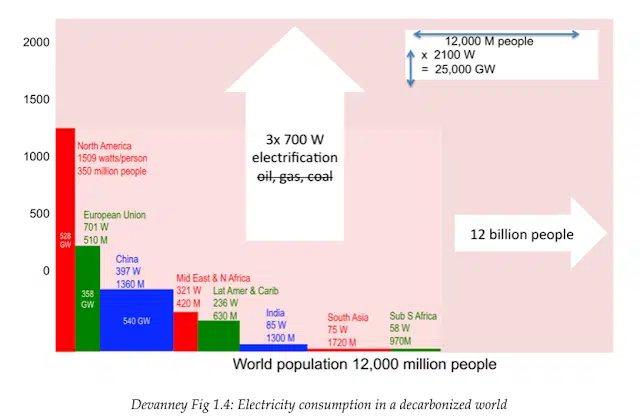 2000
1500
1000
500
0
12,000 M people
x 2100 W
= 25,000 GW
3x 700 W
electrification
oil, gas, coal
12 billion people
North America
1509 watts/person
350 million people
528
GW
European Union
701 W
510 M
358
GW
China
397 W
1360 M
540 GW
Mid East & N Africa
321 W
420 M
Lat Amer & Carib
236 W
630 M
India
85 W
1300 M
South Asia
75 W
1720 M
Sub S Africa
58 W
970M
World population 12,000 million people
Devanney Fig 1.4: Electricity consumption in a decarbonized world